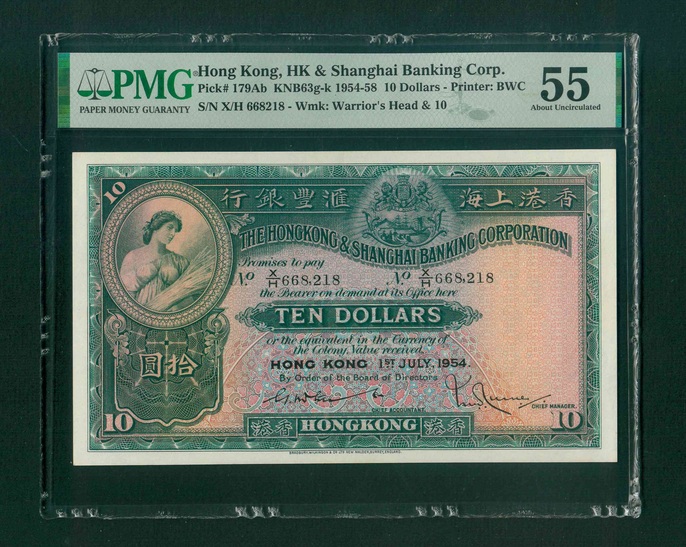 PMG
PAPER MONEY GUARANTY
Hong Kong, HK & Shanghai Banking Corp.
Pick# 179Ab KNB63g-k 1954-58 10 Dollars - Printer: BWC
S/N X/H 668218 - Wmk: Warrior's Head & 10
55
About Uncirculated
10
行銀豐滙 海上港香
THE HONGKONG & SHANGHAI BANKING CORPORATION
Promises to pay
No X/H 668,218 No X/H 668,218
the Bearer on demand at its Office here
TEN DOLLARS
or the equivalent in the Currency of
the Colony, Value received.
HONG KONG 1ST JULY, 1954.
By Order of the Board of Directors
圓拾
CHIEF ACCOUNTANT.
CHIEF MANAGER.
10 港香 HONGKONG 港香 10